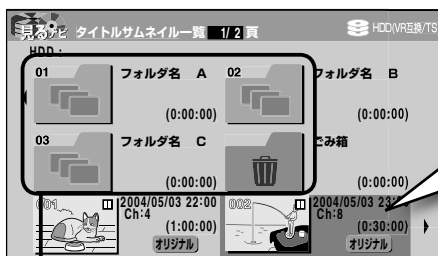 見るナビ タイトルサムネイル一覧 1/2 頁 HDD(VR互換/TS
HDD :
01 フォルダ名 A 02 フォルダ名 B
(0:00:00) (0:00:00)
03 フォルダ名 C ごみ箱
(0:00:00) (0:00:00)
001 2004/05/03 22:00 002 2004/05/03 23:
Ch:4 Ch:8
(1:00:00) (0:30:00)
オリジナル オリジナル